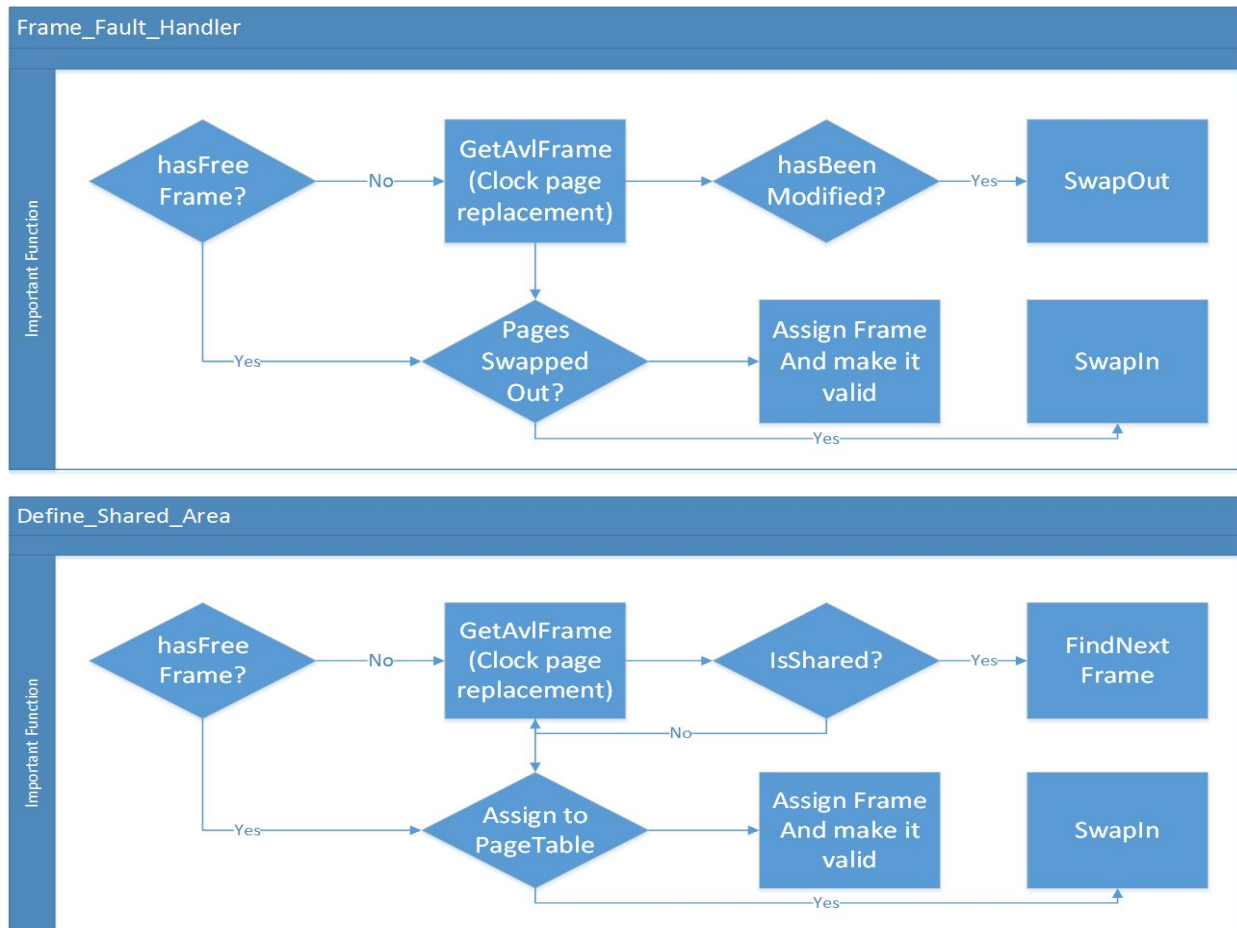 Frame_Fault_Handler
Important Function
hasFree
Frame?
No
GetAvlFrame
(Clock page
replacement)
hasBeen
Modified?
Yes
SwapOut
Yes
Pages
Swapped
Out?
Assign Frame
And make it
valid
SwapIn
Yes
Define_Shared_Area
Important Function
hasFree
Frame?
No
GetAvlFrame
(Clock page
replacement)
IsShared?
Yes
FindNext
Frame
No
Yes
Assign to
PageTable
Assign Frame
And make it
valid
SwapIn
Yes